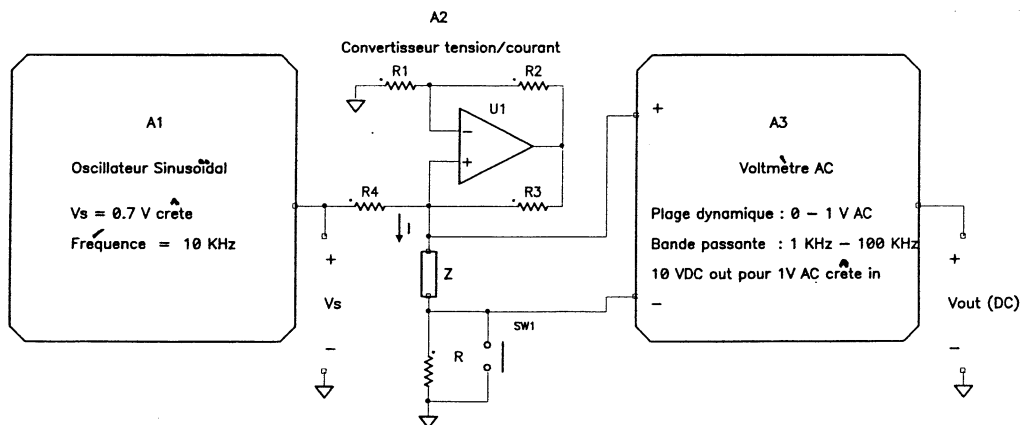 A2
Convertisseur tension/courant
R1
R2
U1
−
+
R4
R3
I
Z
SW1
R
A1
Oscillateur Sinusoïdal
Vs = 0.7 V crête
Fréquence = 10 KHz
+
Vs
−
+
A3
Voltmètre AC
Plage dynamique : 0 − 1 V AC
Bande passante : 1 KHz − 100 KHz
10 VDC out pour 1V AC crête in
−
+
Vout (DC)
−